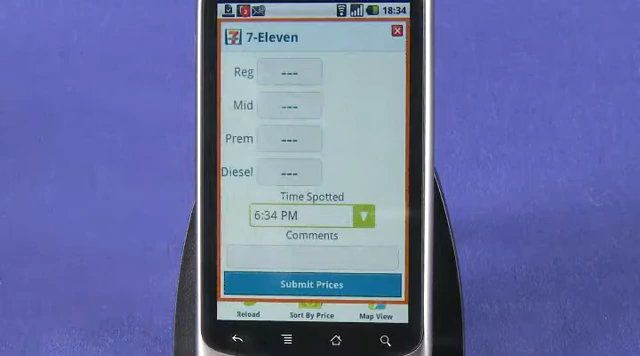 18:34
7-Eleven
Reg ---
Mid ---
Prem ---
Diesel ---
Time Spotted
6:34 PM
Comments
Submit Prices
Reload Sort By Price Map View